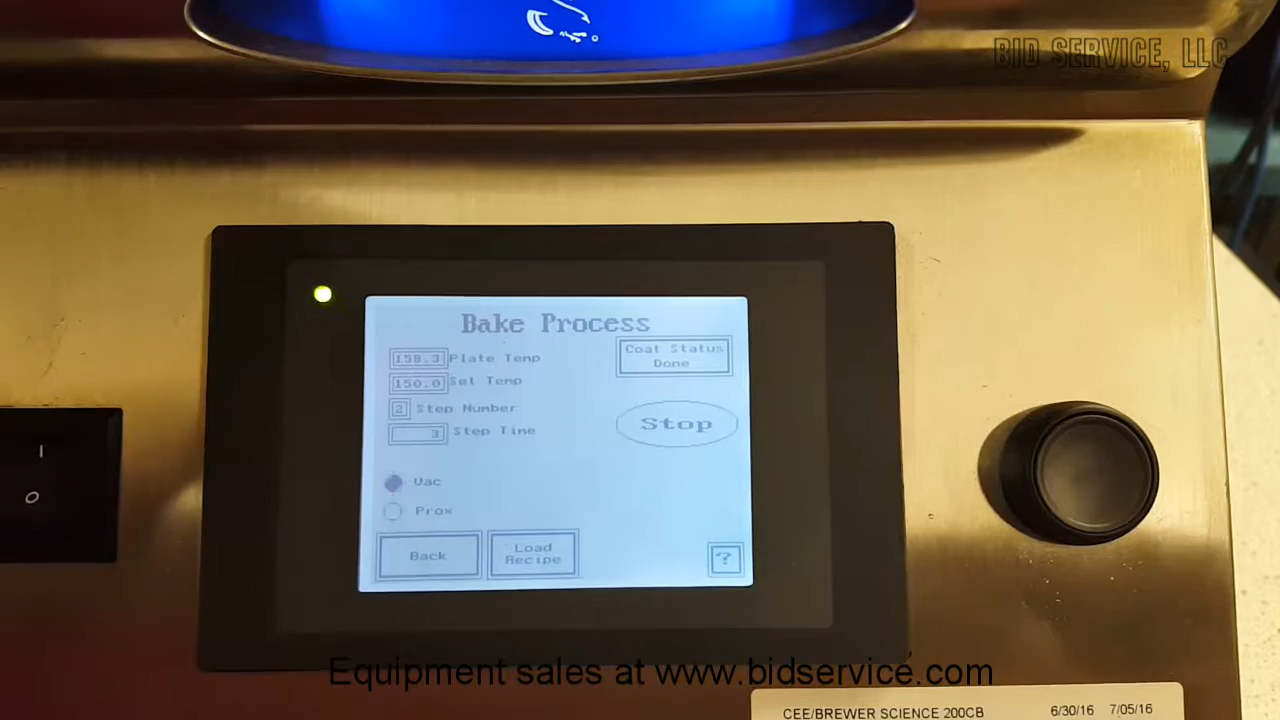 BID SERVICE, LLC
Bake Process
158.3 Plate Temp
Coat Status
Done
150.0 Set Temp
2 Step Number
Stop
3 Step Time
Vac
Prox
Back
Load
Recipe
?
I
O
Equipment sales at www.bidservice.com
CEE/BREWER SCIENCE 200CB 6/30/16 7/05/16